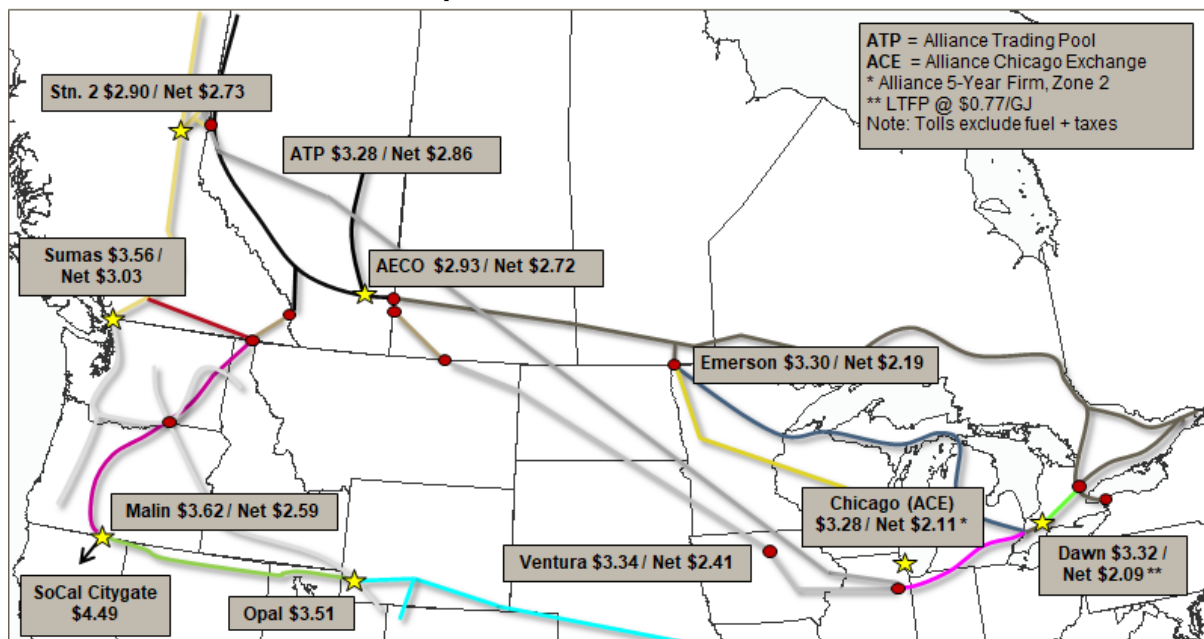 ATP = Alliance Trading Pool
ACE = Alliance Chicago Exchange
* Alliance 5-Year Firm, Zone 2
** LTFP @ $0.77/GJ
Note: Tolls exclude fuel + taxes
Stn. 2 $2.90 / Net $2.73
ATP $3.28 / Net $2.86
Sumas $3.56 /
Net $3.03
AECO $2.93 / Net $2.72
Emerson $3.30 / Net $2.19
Malin $3.62 / Net $2.59
Chicago (ACE)
$3.28 / Net $2.11 *
Ventura $3.34 / Net $2.41
Dawn $3.32 /
Net $2.09 **
SoCal Citygate
$4.49
Opal $3.51